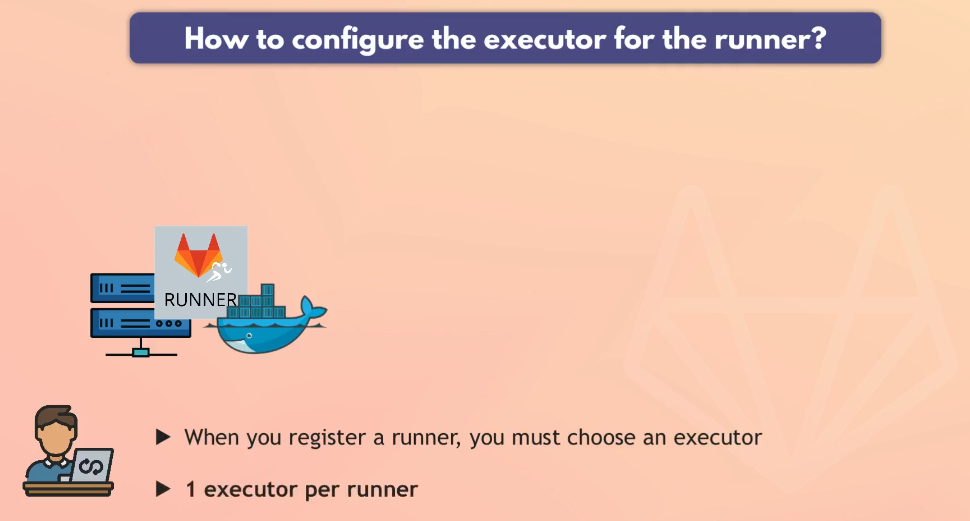 How to configure the executor for the runner?
RUNNER
When you register a runner, you must choose an executor
1 executor per runner